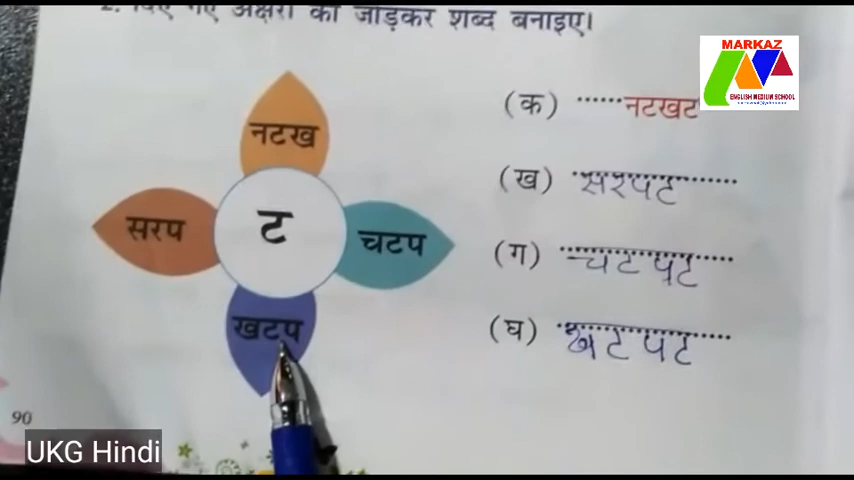 2. दिए गए अक्षरों को जोड़कर शब्द बनाइए।
MARKAZ
ENGLISH MEDIUM SCHOOL
नटख
सरप
ट
चटप
खटप
(क) ......नटखट
(ख) सरपट
(ग) चटपट
(घ) खटपट
90
UKG Hindi